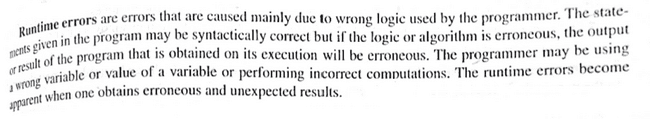 Runtime errors are errors that are caused mainly due to wrong logic used by the programmer. The state-
ments given in the program may be syntactically correct but if the logic or algorithm is erroneous, the output
or result of the program that is obtained on its execution will be erroneous. The programmer may be using
a wrong variable or value of a variable or performing incorrect computations. The runtime errors become
apparent when one obtains erroneous and unexpected results.